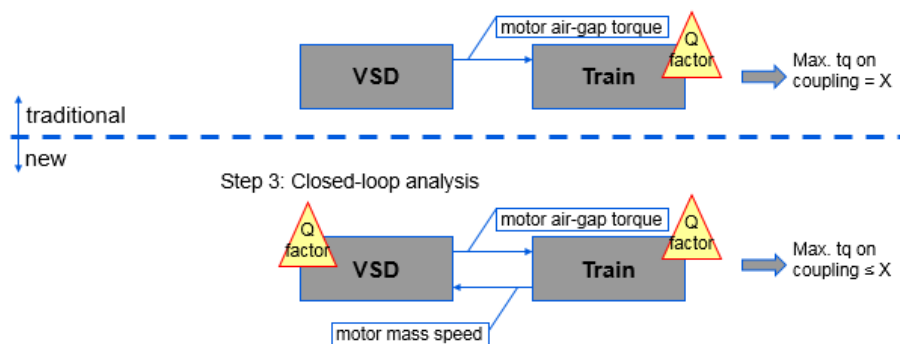 motor air-gap torque
Q
factor
VSD
Train
Max. tq on
coupling = X
traditional
new
Step 3: Closed-loop analysis
Q
factor
motor air-gap torque
Q
factor
VSD
Train
Max. tq on
coupling ≤ X
motor mass speed